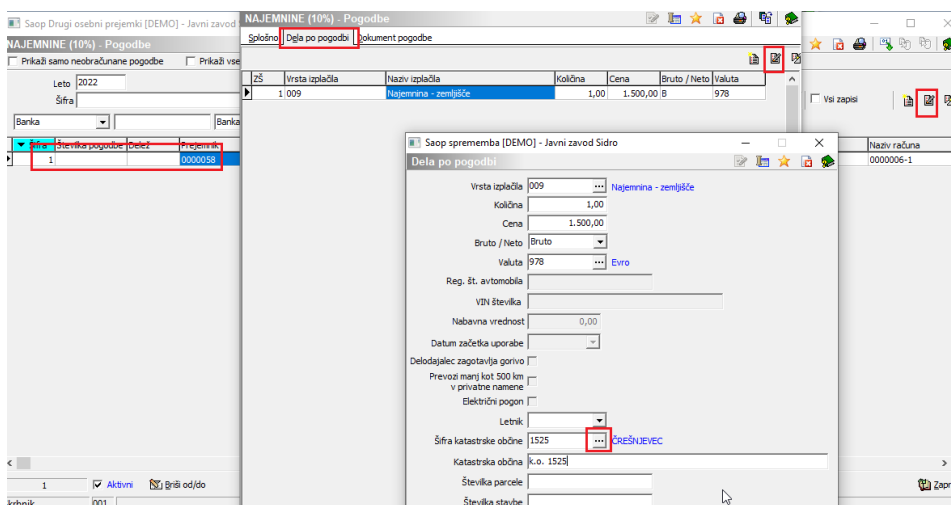 Saop Drugi osebni prejemki [DEMO] - Javni zavod
NAJEMNINE (10%) - Pogodbe
Prikaži samo neobračunane pogodbe
Prikaži vse
Leto 2022
Šifra
Banka
Banka
Šifra Številka pogodbe Delež Prejemnik
1 0000058
1 Aktivni Briši od/do
001
NAJEMNINE (10%) - Pogodbe
Splošno Dela po pogodbi Dokument pogodbe
ZŠ Vrsta izplačila Naziv izplačila Količina Cena Bruto / Neto Valuta
1 009 Najemnina - zemljišče 1,00 1.500,00 B 978
Saop sprememba [DEMO] - Javni zavod Sidro
Dela po pogodbi
Vrsta izplačila 009 ... Najemnina - zemljišče
Količina 1,00
Cena 1.500,00
Bruto / Neto Bruto
Valuta 978 ... Evro
Reg. št. avtomobila
VIN številka
Nabavna vrednost 0,00
Datum začetka uporabe
Delodajalec zagotavlja gorivo
Prevozi manj kot 500 km
v privatne namene
Električni pogon
Letnik
Šifra katastrske občine 1525 ... ČREŠNJEVEC
Katastrska občina k.o. 1525
Številka parcele
Številka stavbe
Vsi zapisi
Naziv računa
0000006-1
Zapr